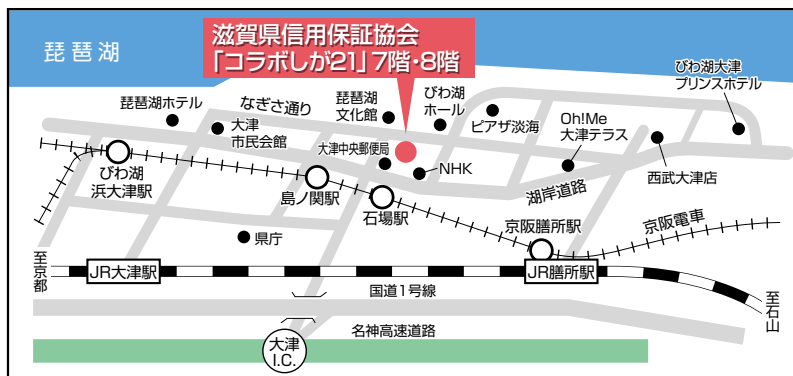 琵琶湖
滋賀県信用保証協会
「コラボしが21」7階・8階
琵琶湖ホテル
なぎさ通り
琵琶湖
文化館
びわ湖
ホール
びわ湖大津
プリンスホテル
大津
市民会館
大津中央郵便局
ピアザ淡海
Oh!Me
大津テラス
西武大津店
NHK
湖岸道路
びわ湖
浜大津駅
島ノ関駅
石場駅
京阪膳所駅
京阪電車
県庁
至京都
JR大津駅
JR膳所駅
至石山
国道1号線
名神高速道路
大津
I.C.